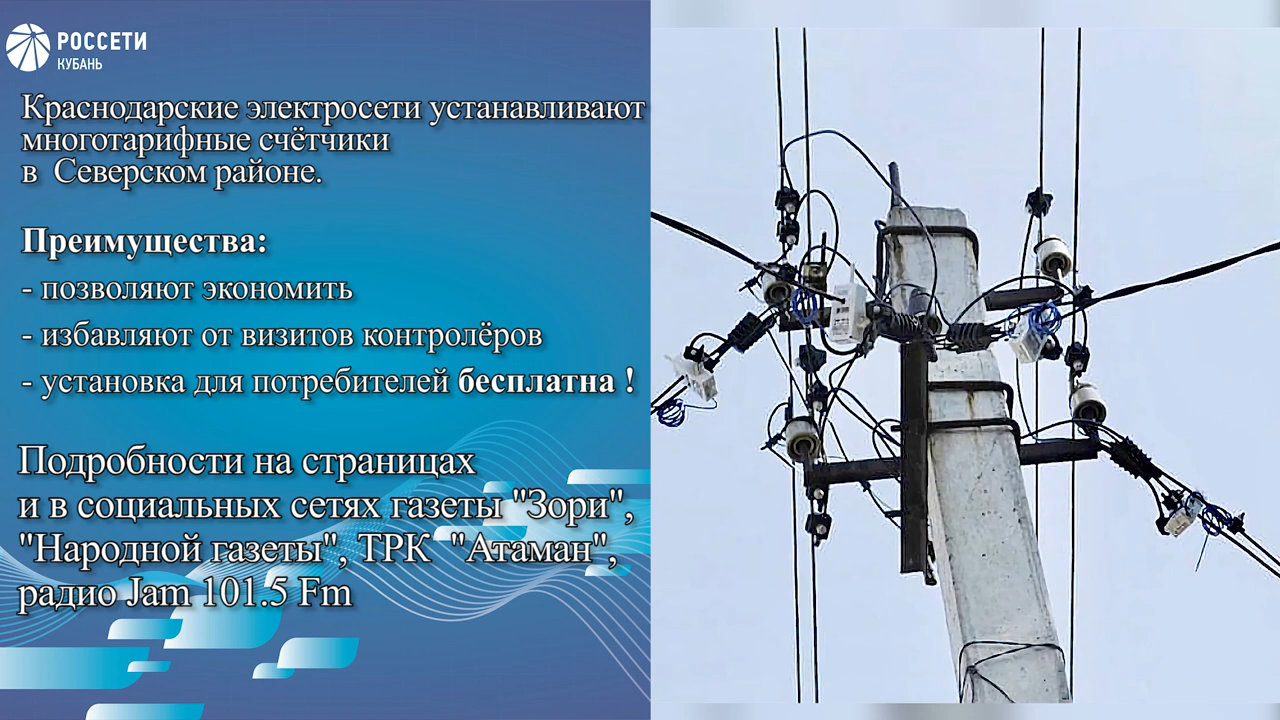 РОССЕТИ
КУБАНЬ
Краснодарские электросети устанавливают
многотарифные счётчики
в Северском районе.
Преимущества:
- позволяют экономить
- избавляют от визитов контролёров
- установка для потребителей бесплатна !
Подробности на страницах
и в социальных сетях газеты "Зори",
"Народной газеты", ТРК "Атаман",
радио Jam 101.5 Fm